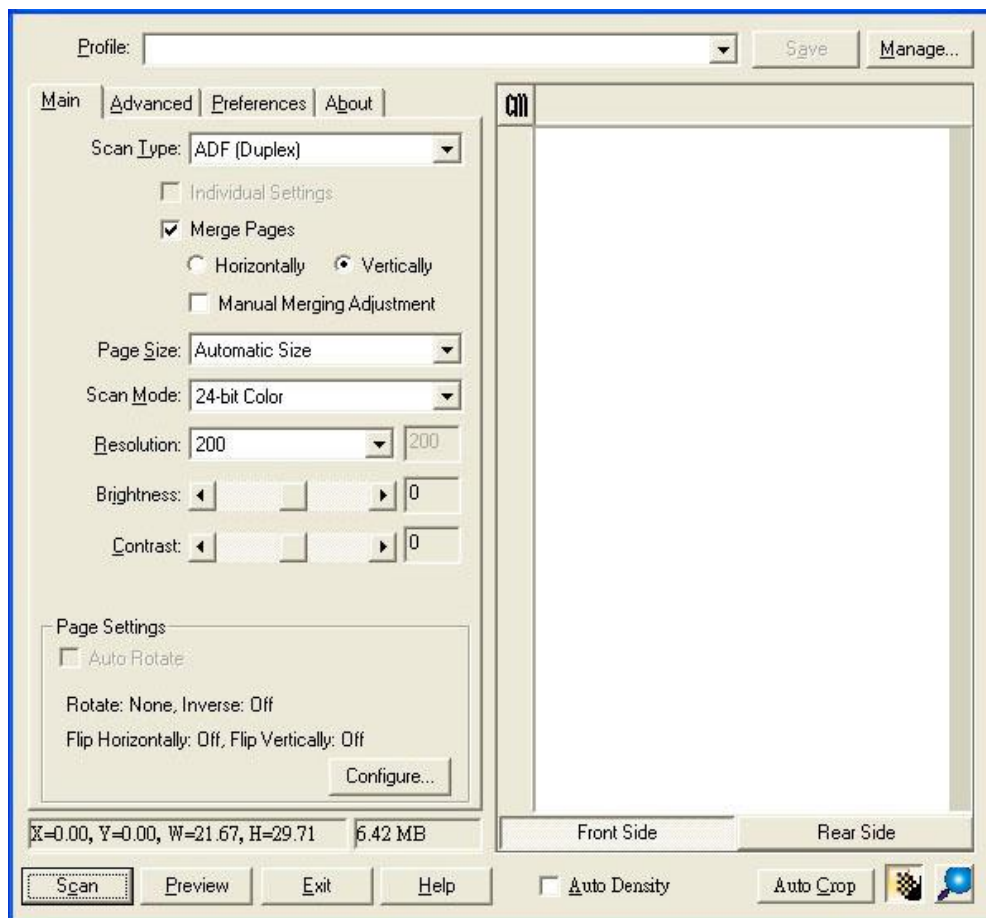 Profile: Save Manage...
Main Advanced Preferences About
Scan Type: ADF (Duplex)
Individual Settings
Merge Pages
Horizontally Vertically
Manual Merging Adjustment
Page Size: Automatic Size
Scan Mode: 24-bit Color
Resolution: 200 200
Brightness: 0
Contrast: 0
Page Settings
Auto Rotate
Rotate: None, Inverse: Off
Flip Horizontally: Off, Flip Vertically: Off
Configure...
cm
X=0.00, Y=0.00, W=21.67, H=29.71 6.42 MB
Front Side Rear Side
Scan Preview Exit Help Auto Density Auto Crop